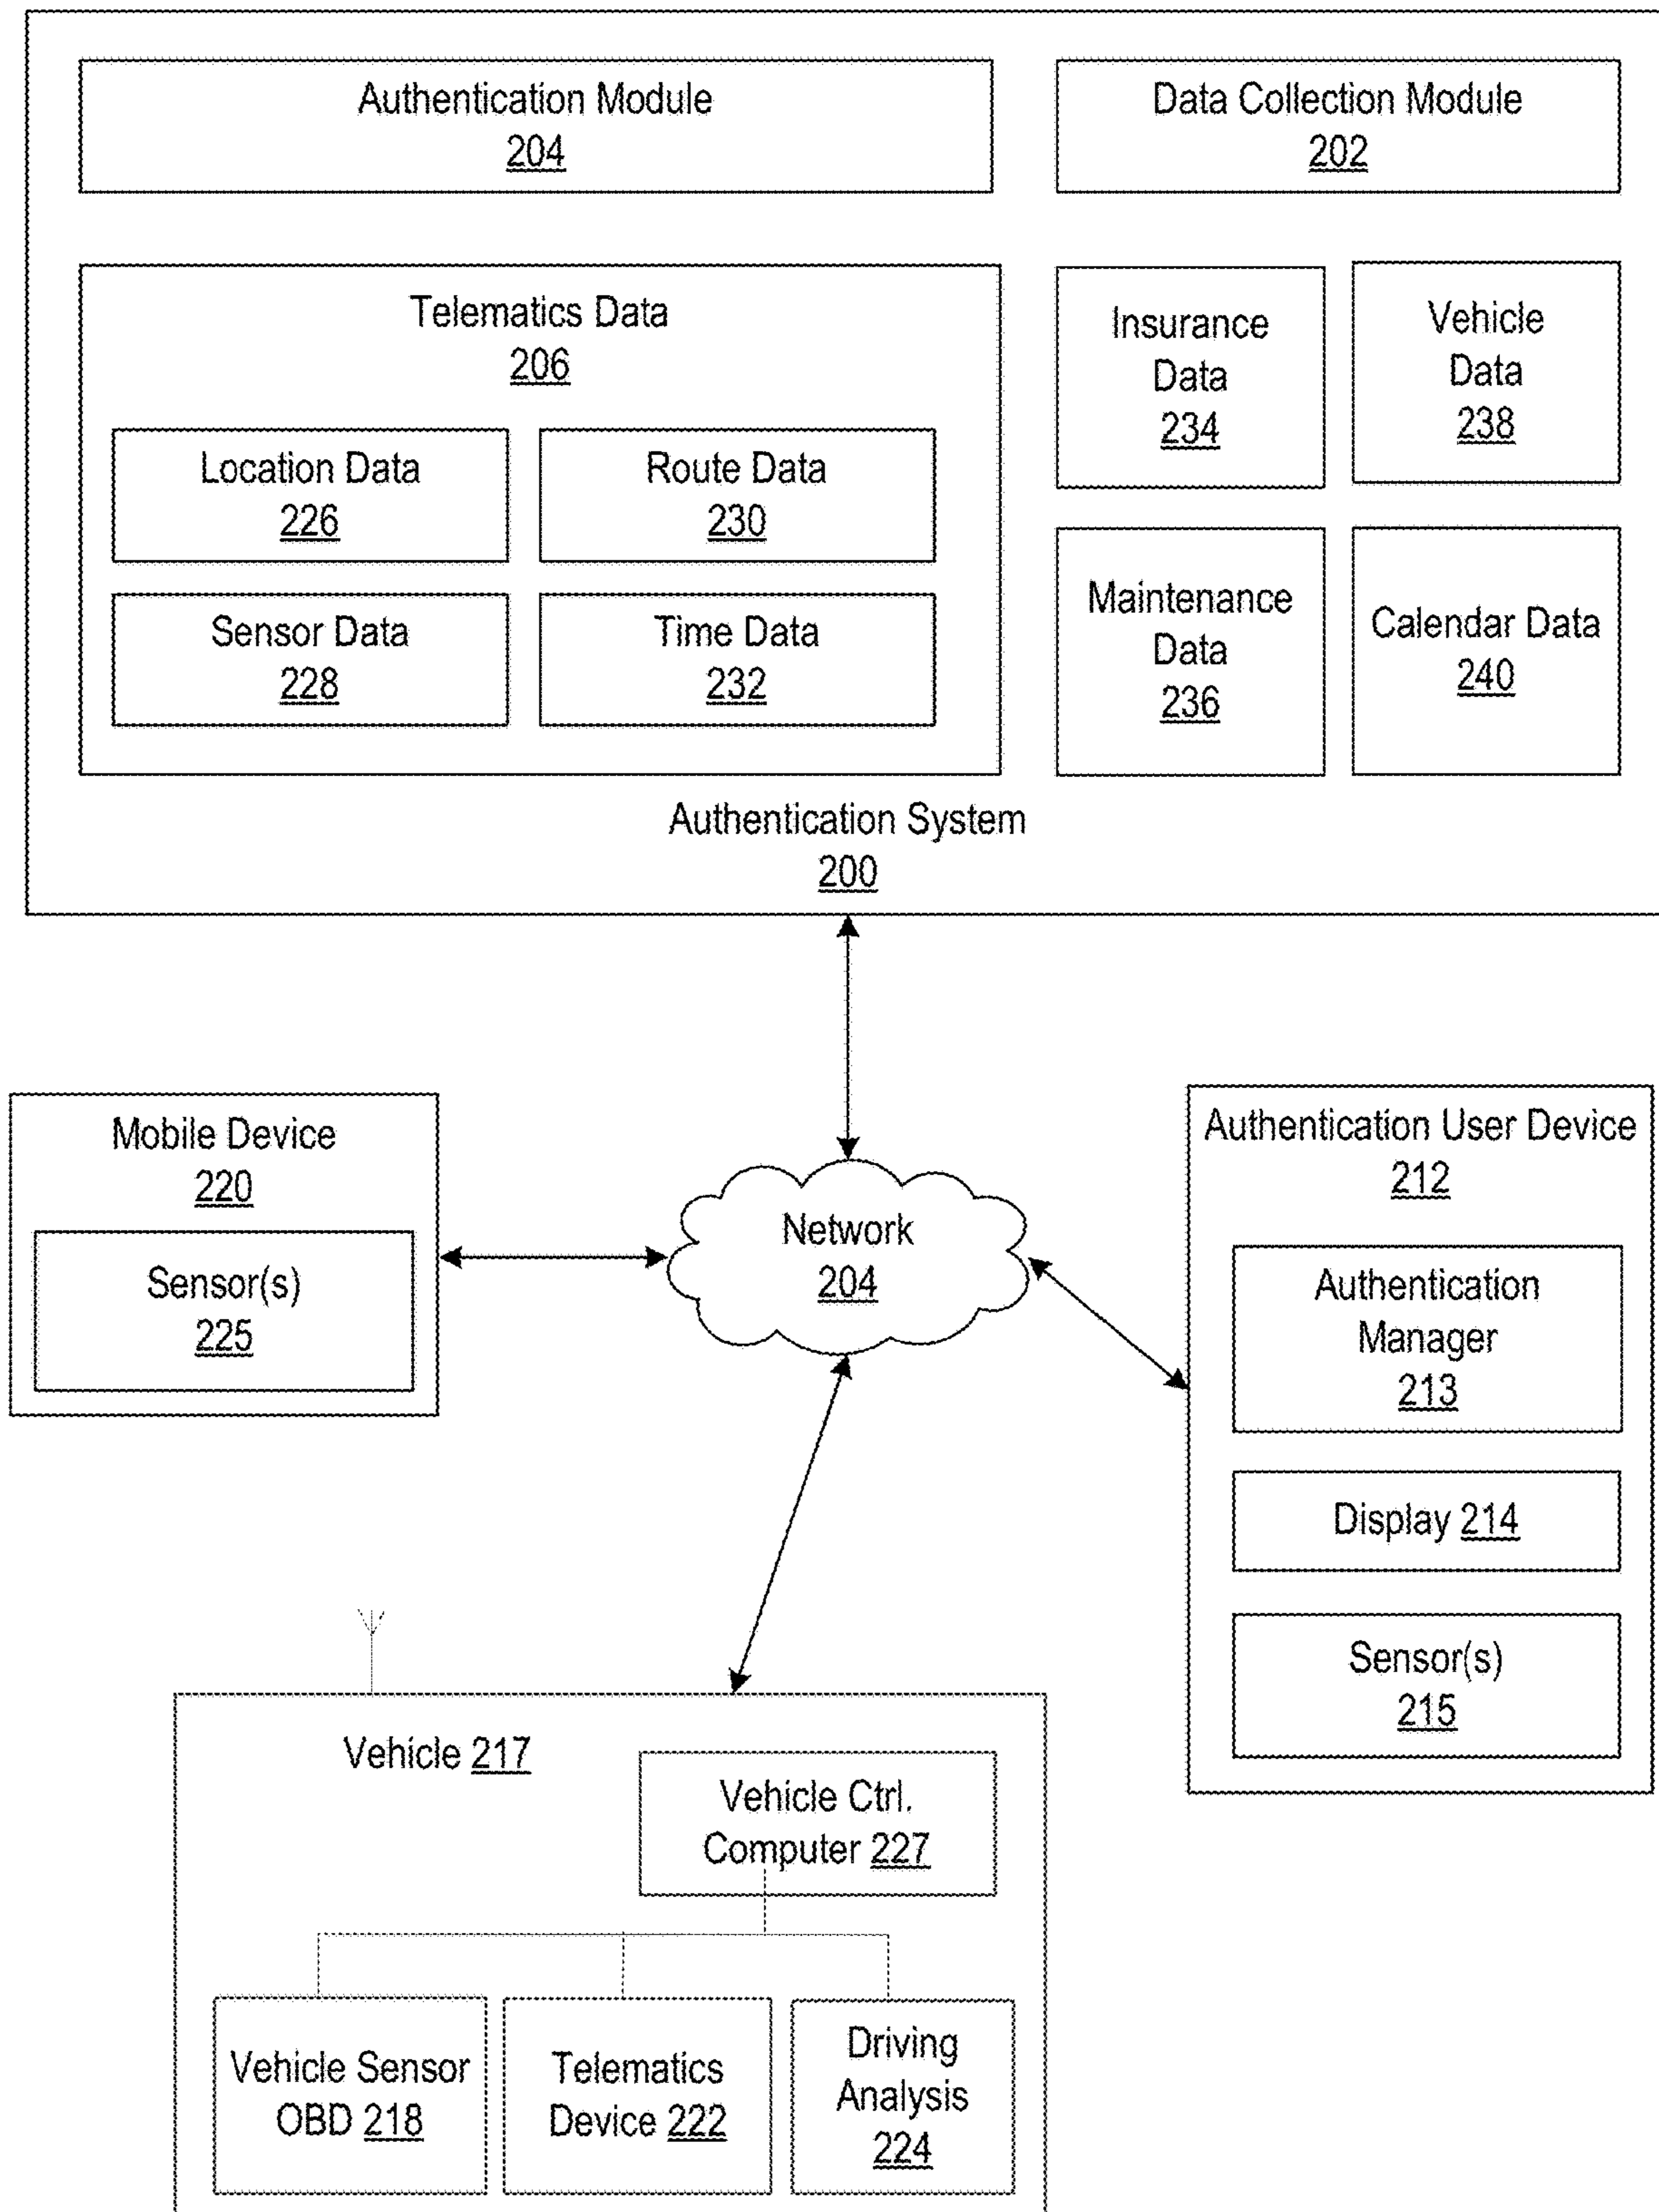 Authentication Module
204
Data Collection Module
202
Telematics Data
206
Location Data
226
Route Data
230
Sensor Data
228
Time Data
232
Insurance
Data
234
Vehicle
Data
238
Maintenance
Data
236
Calendar Data
240
Authentication System
200
Mobile Device
220
Sensor(s)
225
Network
204
Authentication User Device
212
Authentication
Manager
213
Display 214
Sensor(s)
215
Vehicle 217
Vehicle Ctrl.
Computer 227
Vehicle Sensor
OBD 218
Telematics
Device 222
Driving
Analysis
224